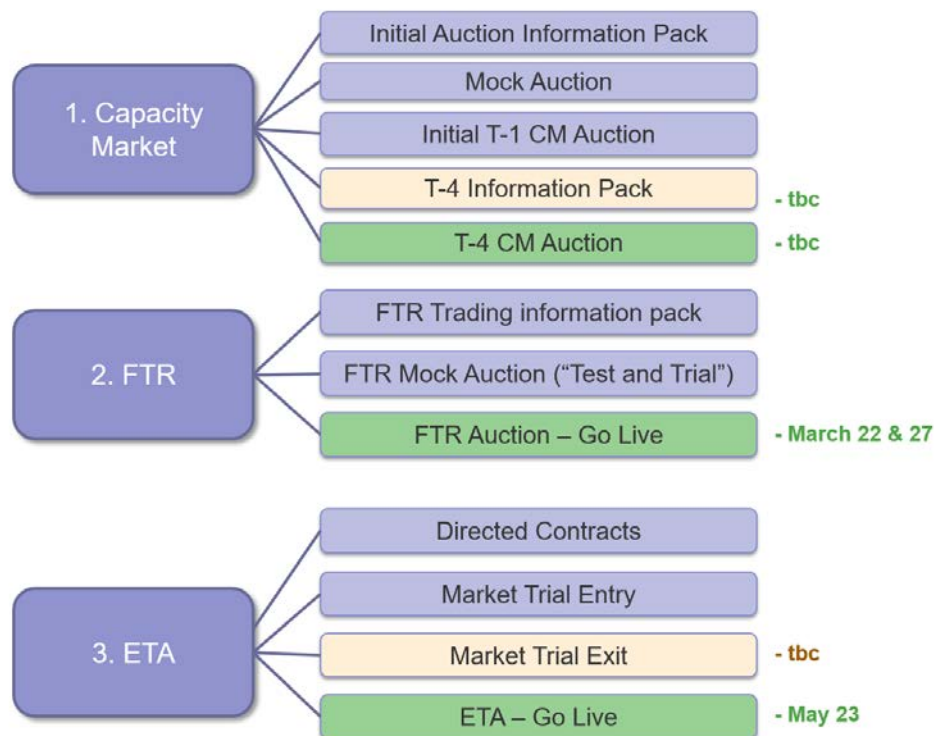 1. Capacity
Market
Initial Auction Information Pack
Mock Auction
Initial T-1 CM Auction
T-4 Information Pack
- tbc
T-4 CM Auction
- tbc
2. FTR
FTR Trading information pack
FTR Mock Auction (“Test and Trial”)
FTR Auction – Go Live
- March 22 & 27
3. ETA
Directed Contracts
Market Trial Entry
Market Trial Exit
- tbc
ETA – Go Live
- May 23